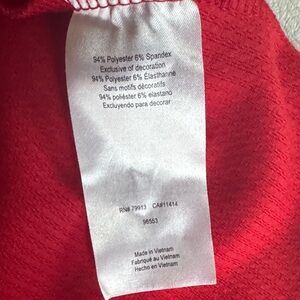 94% Polyester 6% Spandex
Exclusive of decoration
94% Polyester 6% Élasthanne
Sans motifs décoratifs
94% poliéster 6% elastano
Excluyendo para decorar
RN# 79913 CA#11414
96553
Made in Vietnam
Fabriqué au Vietnam
Hecho en Vietnam